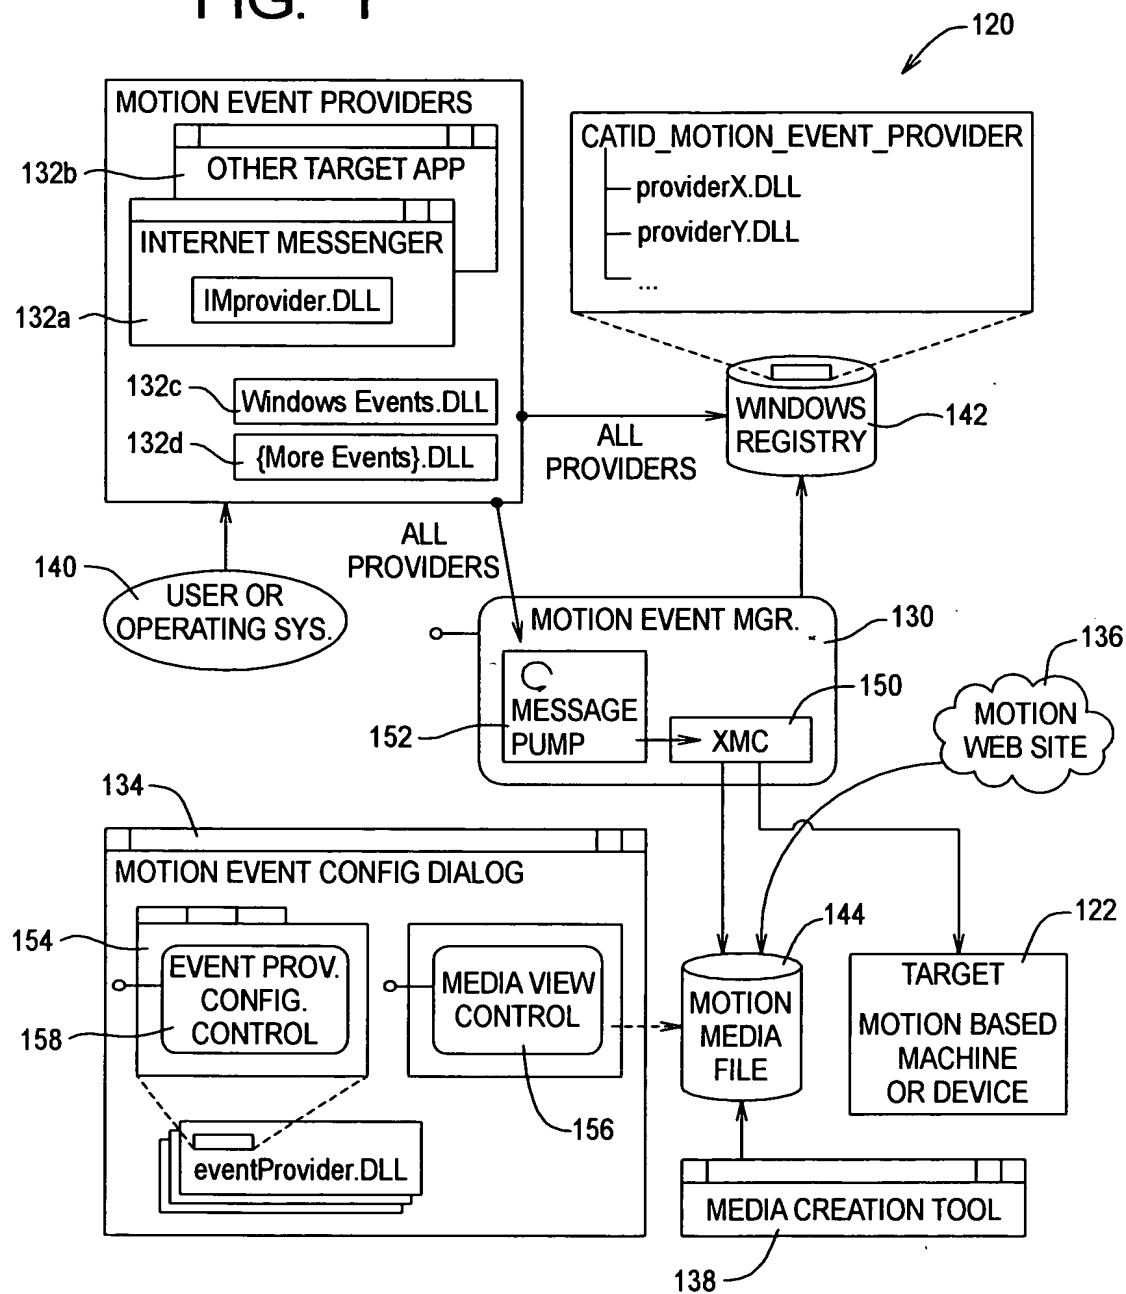 FIG. 1
120
MOTION EVENT PROVIDERS
132b
OTHER TARGET APP
INTERNET MESSENGER
IMprovider.DLL
132a
132c
Windows Events.DLL
132d
{More Events}.DLL
CATID_MOTION_EVENT_PROVIDER
providerX.DLL
providerY.DLL
...
WINDOWS
REGISTRY
142
ALL
PROVIDERS
ALL
PROVIDERS
140
USER OR
OPERATING SYS.
MOTION EVENT MGR.
130
152
MESSAGE
PUMP
150
XMC
136
MOTION
WEB SITE
134
MOTION EVENT CONFIG DIALOG
154
EVENT PROV.
CONFIG.
CONTROL
158
MEDIA VIEW
CONTROL
156
eventProvider.DLL
144
MOTION
MEDIA
FILE
122
TARGET
MOTION BASED
MACHINE
OR DEVICE
MEDIA CREATION TOOL
138